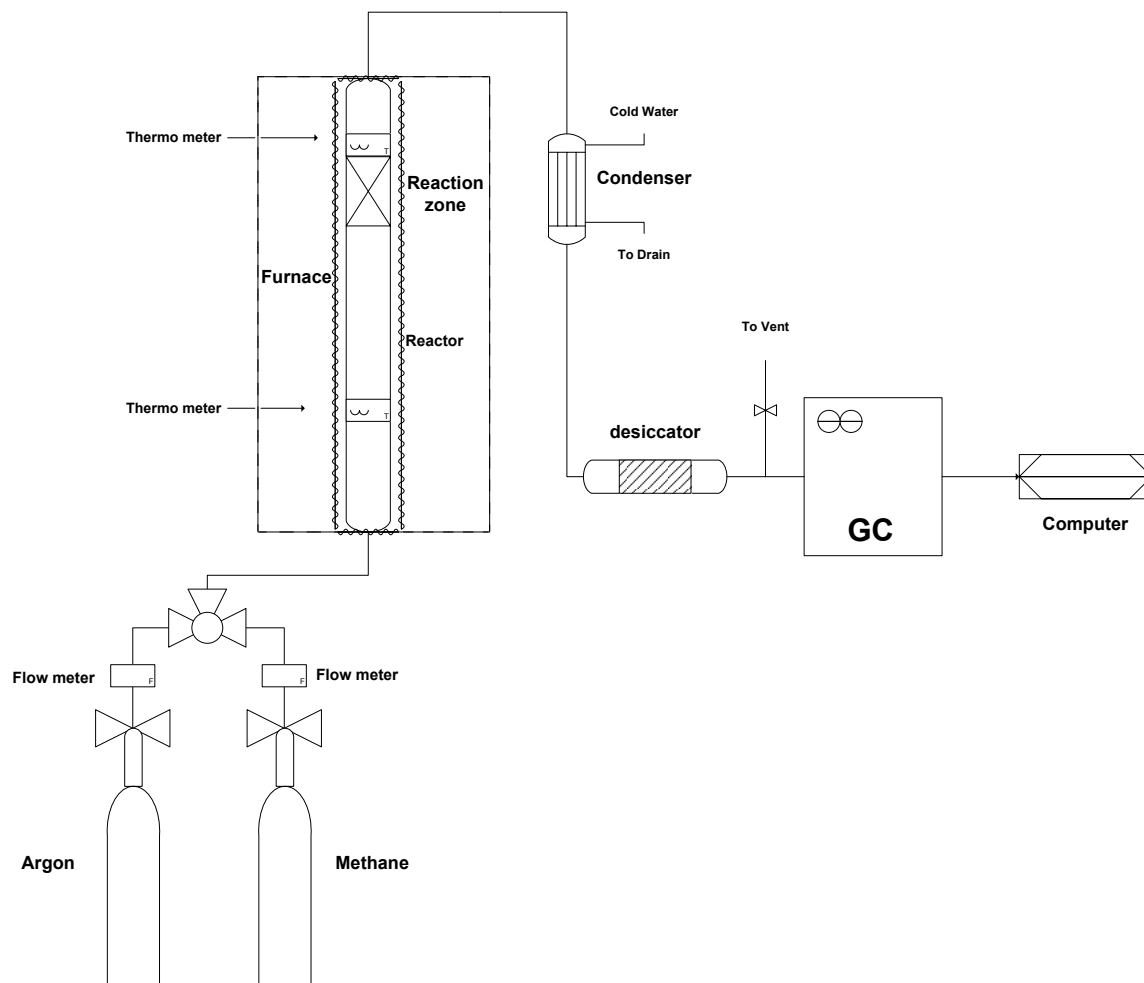 Cold Water
Thermo meter
T
Reaction
zone
Condenser
To Drain
Furnace
Reactor
To Vent
Thermo meter
T
desiccator
GC
Computer
Flow meter
F
F
Flow meter
Argon
Methane